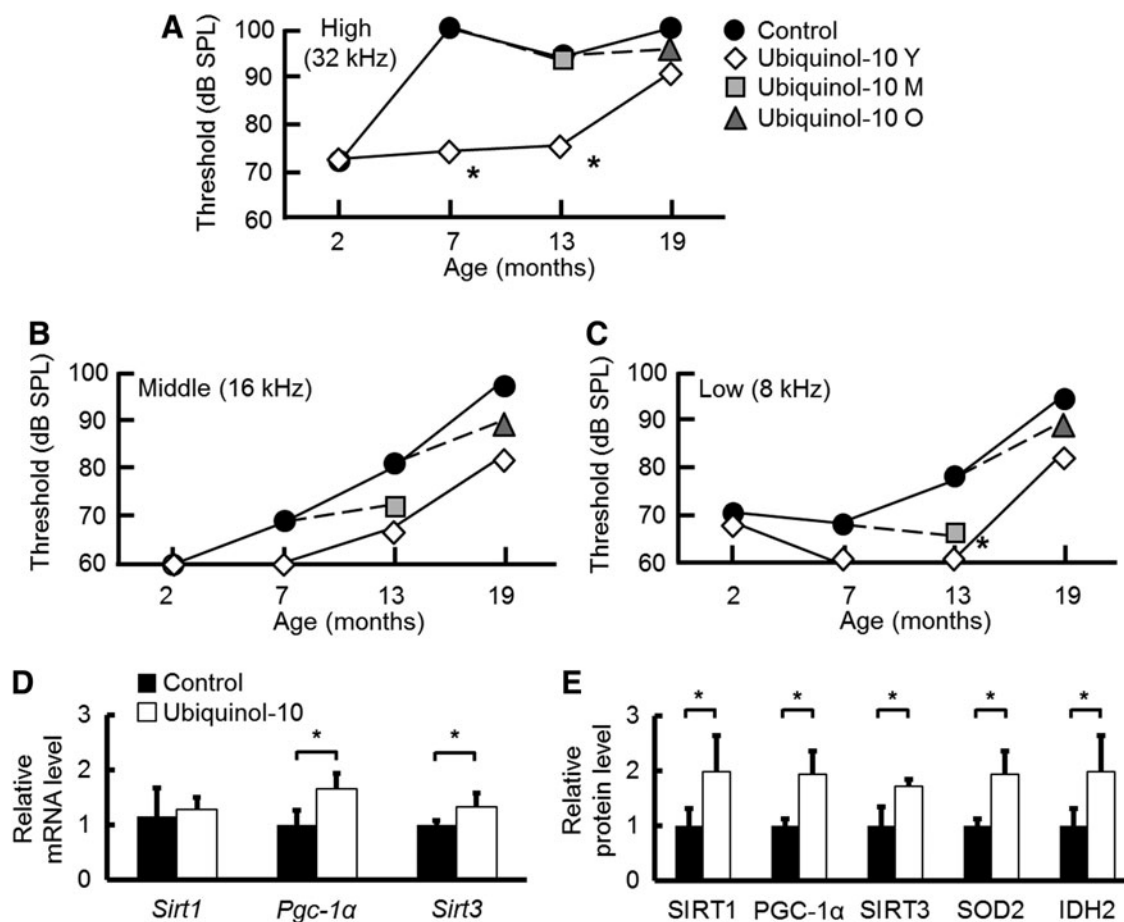 A
High
(32 kHz)
Threshold (dB SPL)
100
90
80
70
60
*
*
2 7 13 19
Age (months)
Control
Ubiquinol-10 Y
Ubiquinol-10 M
Ubiquinol-10 O
B
Middle (16 kHz)
Threshold (dB SPL)
100
90
80
70
60
2 7 13 19
Age (months)
C
Low (8 kHz)
Threshold (dB SPL)
100
90
80
70
60
*
2 7 13 19
Age (months)
D
Control
Ubiquinol-10
Relative
mRNA level
3
2
1
0
* *
Sirt1 Pgc-1α Sirt3
E
Relative
protein level
3
2
1
0
* * * * *
SIRT1 PGC-1α SIRT3 SOD2 IDH2